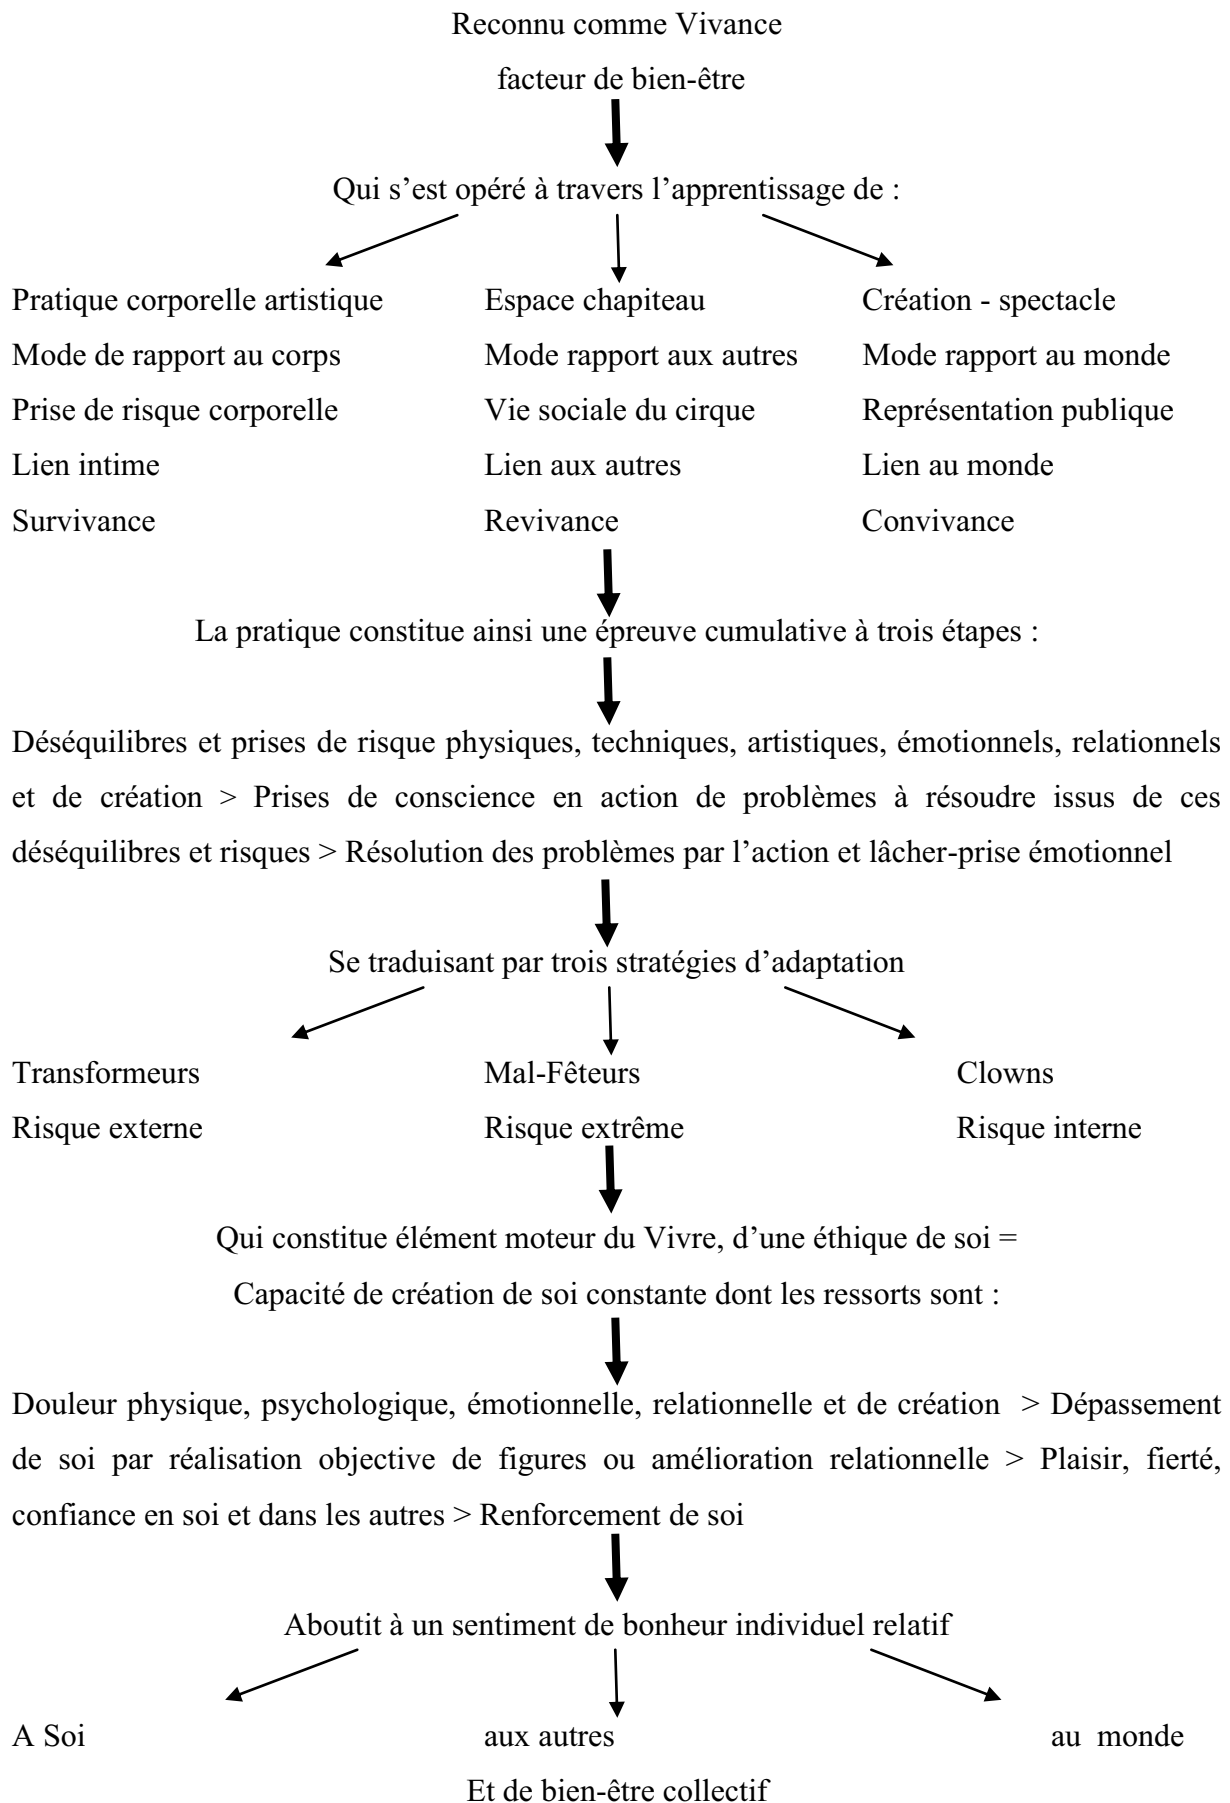 Reconnu comme Vivance
facteur de bien-être
Qui s’est opéré à travers l’apprentissage de :
Pratique corporelle artistique Espace chapiteau Création - spectacle
Mode de rapport au corps Mode rapport aux autres Mode rapport au monde
Prise de risque corporelle Vie sociale du cirque Représentation publique
Lien intime Lien aux autres Lien au monde
Survivance Revivance Convivance
La pratique constitue ainsi une épreuve cumulative à trois étapes :
Déséquilibres et prises de risque physiques, techniques, artistiques, émotionnels, relationnels
et de création > Prises de conscience en action de problèmes à résoudre issus de ces
déséquilibres et risques > Résolution des problèmes par l’action et lâcher-prise émotionnel
Se traduisant par trois stratégies d’adaptation
Transformeurs Mal-Fêteurs Clowns
Risque externe Risque extrême Risque interne
Qui constitue élément moteur du Vivre, d’une éthique de soi =
Capacité de création de soi constante dont les ressorts sont :
Douleur physique, psychologique, émotionnelle, relationnelle et de création > Dépassement
de soi par réalisation objective de figures ou amélioration relationnelle > Plaisir, fierté,
confiance en soi et dans les autres > Renforcement de soi
Aboutit à un sentiment de bonheur individuel relatif
A Soi aux autres au monde
Et de bien-être collectif